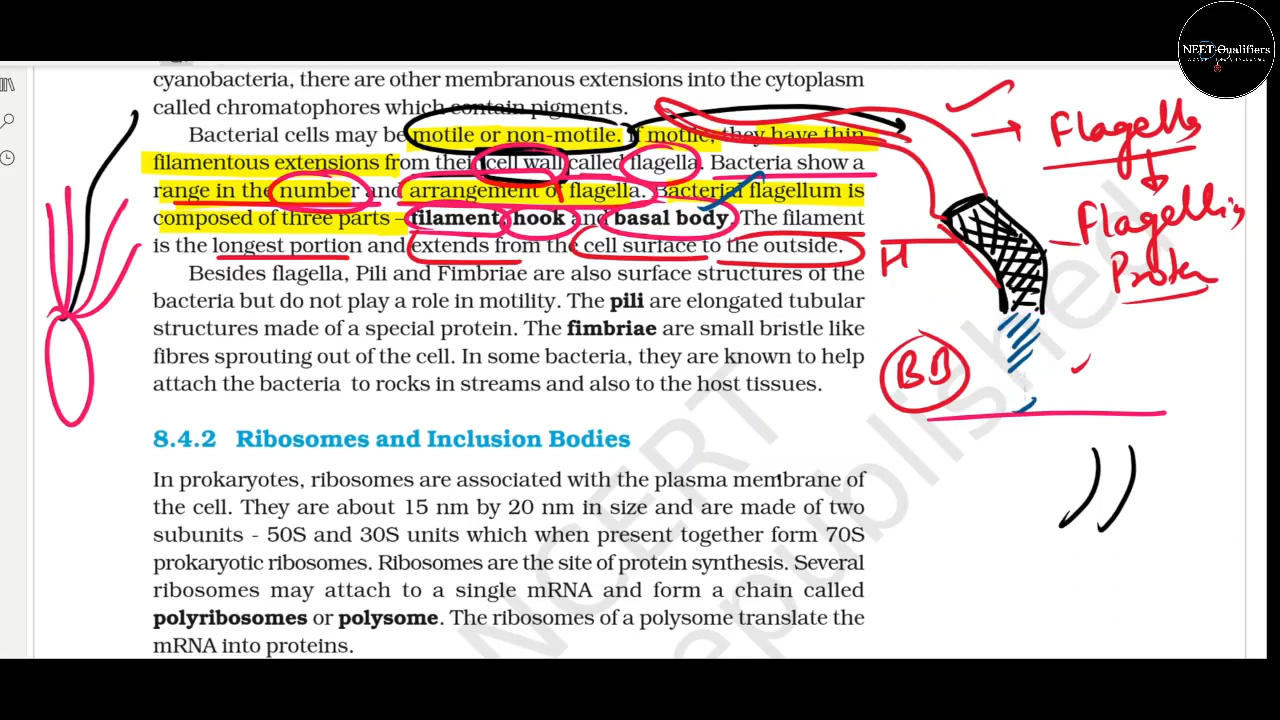 NEET Qualifiers
cyanobacteria, there are other membranous extensions into the cytoplasm
called chromatophores which contain pigments.
Bacterial cells may be motile or non-motile. If motile, they have thin
filamentous extensions from their cell wall called flagella. Bacteria show a
range in the number and arrangement of flagella. Bacterial flagellum is
composed of three parts – filament, hook and basal body. The filament
is the longest portion and extends from the cell surface to the outside.
Besides flagella, Pili and Fimbriae are also surface structures of the
bacteria but do not play a role in motility. The pili are elongated tubular
structures made of a special protein. The fimbriae are small bristle like
fibres sprouting out of the cell. In some bacteria, they are known to help
attach the bacteria to rocks in streams and also to the host tissues.
8.4.2 Ribosomes and Inclusion Bodies
In prokaryotes, ribosomes are associated with the plasma membrane of
the cell. They are about 15 nm by 20 nm in size and are made of two
subunits - 50S and 30S units which when present together form 70S
prokaryotic ribosomes. Ribosomes are the site of protein synthesis. Several
ribosomes may attach to a single mRNA and form a chain called
polyribosomes or polysome. The ribosomes of a polysome translate the
mRNA into proteins.
H
BB
NCERT
republished